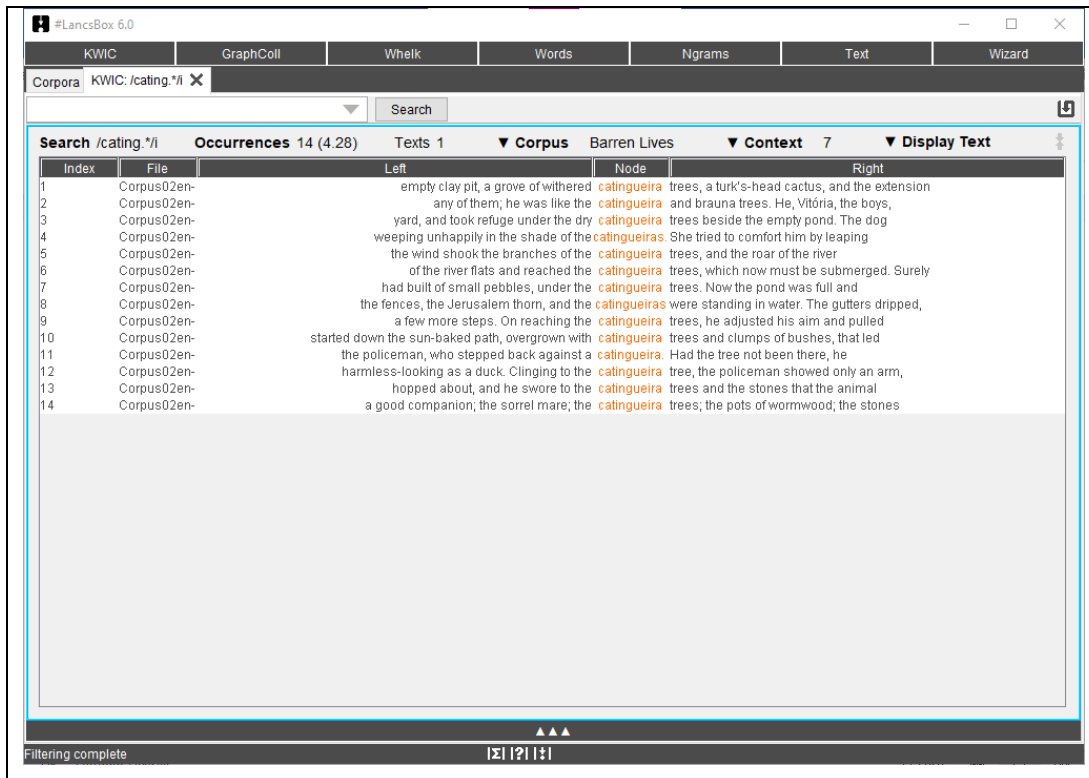 #LancsBox 6.0
KWIC GraphColl Whelk Words Ngrams Text Wizard
Corpora KWIC: /cating.*/i
Search
Search /cating.*/i Occurrences 14 (4.28) Texts 1 ▼ Corpus Barren Lives ▼ Context 7 ▼ Display Text
Index File Left Node Right
1 Corpus02en- empty clay pit, a grove of withered catingueira trees, a turk's-head cactus, and the extension
2 Corpus02en- any of them; he was like the catingueira and brauna trees. He, Vitória, the boys,
3 Corpus02en- yard, and took refuge under the dry catingueira trees beside the empty pond. The dog
4 Corpus02en- weeping unhappily in the shade of the catingueiras. She tried to comfort him by leaping
5 Corpus02en- the wind shook the branches of the catingueira trees, and the roar of the river
6 Corpus02en- of the river flats and reached the catingueira trees, which now must be submerged. Surely
7 Corpus02en- had built of small pebbles, under the catingueira trees. Now the pond was full and
8 Corpus02en- the fences, the Jerusalem thorn, and the catingueiras were standing in water. The gutters dripped,
9 Corpus02en- a few more steps. On reaching the catingueira trees, he adjusted his aim and pulled
10 Corpus02en- started down the sun-baked path, overgrown with catingueira trees and clumps of bushes, that led
11 Corpus02en- the policeman, who stepped back against a catingueira. Had the tree not been there, he
12 Corpus02en- harmless-looking as a duck. Clinging to the catingueira tree, the policeman showed only an arm,
13 Corpus02en- hopped about, and he swore to the catingueira trees and the stones that the animal
14 Corpus02en- a good companion; the sorrel mare; the catingueira trees; the pots of wormwood; the stones
▲▲▲
Filtering complete |Σ| |?| |‡|